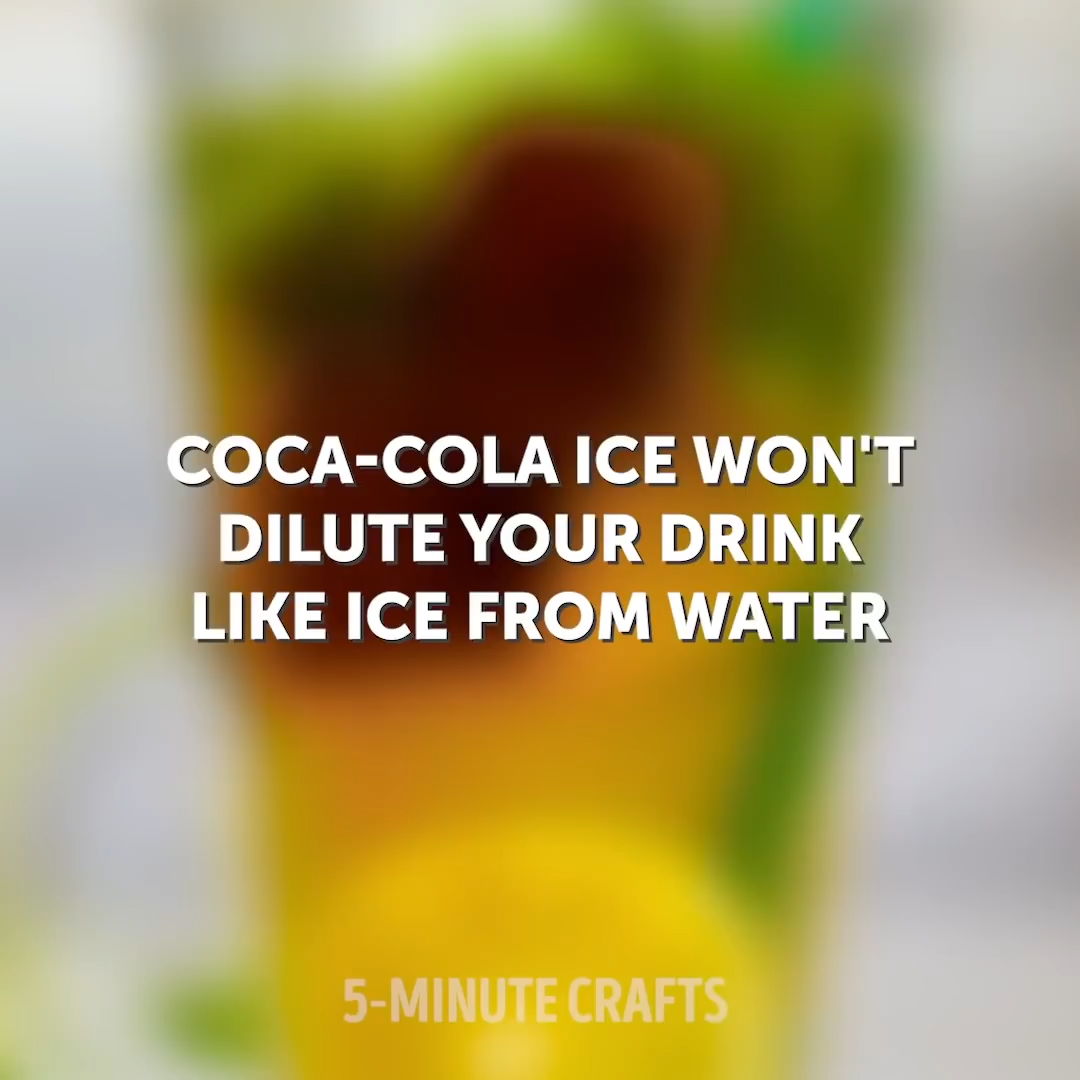 COCA-COLA ICE WON'T
DILUTE YOUR DRINK
LIKE ICE FROM WATER
5-MINUTE CRAFTS